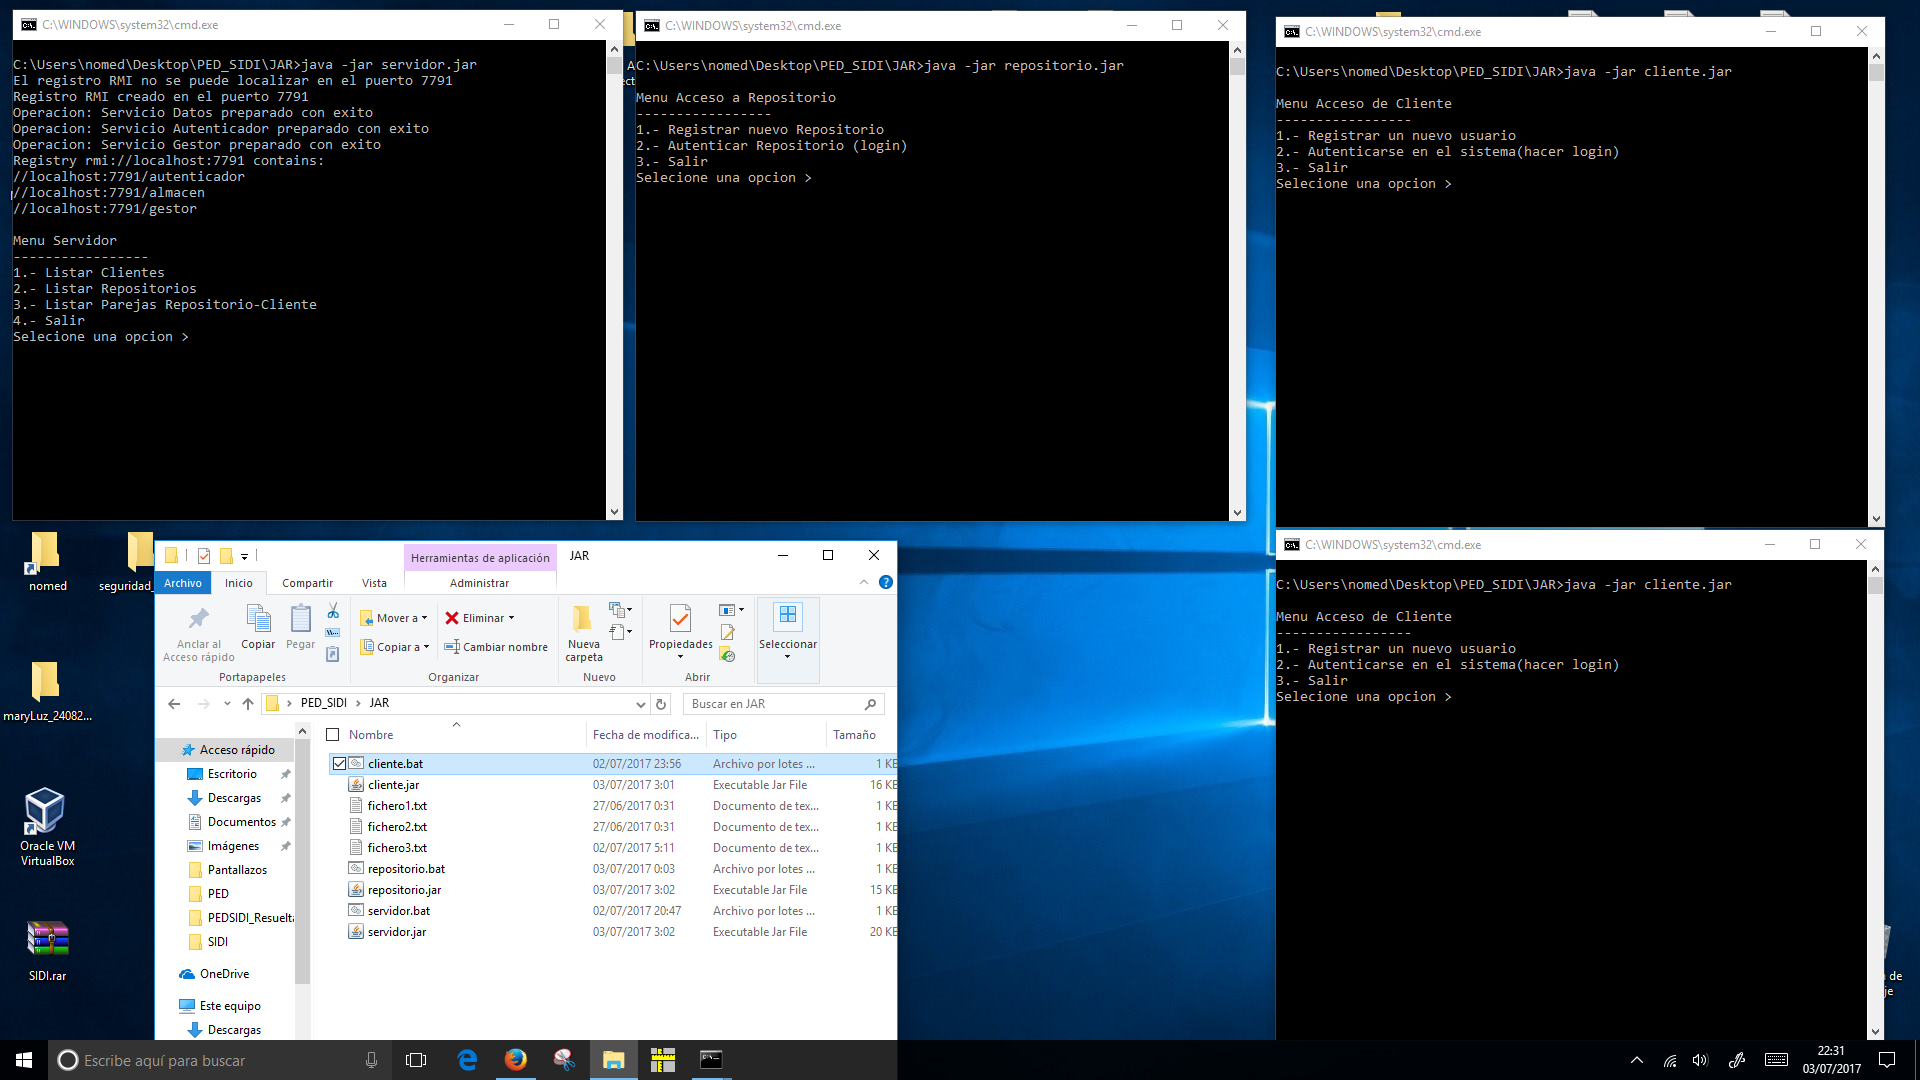 C:\WINDOWS\system32\cmd.exe
C:\Users\nomed\Desktop\PED_SIDI\JAR>java -jar servidor.jar
El registro RMI no se puede localizar en el puerto 7791
Registro RMI creado en el puerto 7791
Operacion: Servicio Datos preparado con exito
Operacion: Servicio Autenticador preparado con exito
Operacion: Servicio Gestor preparado con exito
Registry rmi://localhost:7791 contains:
//localhost:7791/autenticador
//localhost:7791/almacen
//localhost:7791/gestor
Menu Servidor
-----------------
1.- Listar Clientes
2.- Listar Repositorios
3.- Listar Parejas Repositorio-Cliente
4.- Salir
Selecione una opcion >
C:\WINDOWS\system32\cmd.exe
C:\Users\nomed\Desktop\PED_SIDI\JAR>java -jar repositorio.jar
Menu Acceso a Repositorio
-----------------
1.- Registrar nuevo Repositorio
2.- Autenticar Repositorio (login)
3.- Salir
Selecione una opcion >
C:\WINDOWS\system32\cmd.exe
C:\Users\nomed\Desktop\PED_SIDI\JAR>java -jar cliente.jar
Menu Acceso de Cliente
-----------------
1.- Registrar un nuevo usuario
2.- Autenticarse en el sistema(hacer login)
3.- Salir
Selecione una opcion >
C:\WINDOWS\system32\cmd.exe
C:\Users\nomed\Desktop\PED_SIDI\JAR>java -jar cliente.jar
Menu Acceso de Cliente
-----------------
1.- Registrar un nuevo usuario
2.- Autenticarse en el sistema(hacer login)
3.- Salir
Selecione una opcion >
nomed
seguridad_
maryLuz_24082...
Oracle VM
VirtualBox
SIDI.rar
Herramientas de aplicación
JAR
Archivo
Inicio
Compartir
Vista
Administrar
Anclar al
Acceso rápido
Copiar
Pegar
Mover a
Copiar a
Eliminar
Cambiar nombre
Nueva
carpeta
Propiedades
Seleccionar
Portapapeles
Organizar
Nuevo
Abrir
PED_SIDI > JAR
Buscar en JAR
Nombre
Fecha de modifica...
Tipo
Tamaño
Acceso rápido
Escritorio
Descargas
Documentos
Imágenes
Pantallazos
PED
PEDSIDI_Resuelta
SIDI
OneDrive
Este equipo
Descargas
cliente.bat 02/07/2017 23:56 Archivo por lotes ... 1 KB
cliente.jar 03/07/2017 3:01 Executable Jar File 16 KB
fichero1.txt 27/06/2017 0:31 Documento de tex... 1 KB
fichero2.txt 27/06/2017 0:31 Documento de tex... 1 KB
fichero3.txt 02/07/2017 5:11 Documento de tex... 1 KB
repositorio.bat 03/07/2017 0:03 Archivo por lotes ... 1 KB
repositorio.jar 03/07/2017 3:02 Executable Jar File 15 KB
servidor.bat 02/07/2017 20:47 Archivo por lotes ... 1 KB
servidor.jar 03/07/2017 3:02 Executable Jar File 20 KB
de
je
Escribe aquí para buscar
22:31
03/07/2017